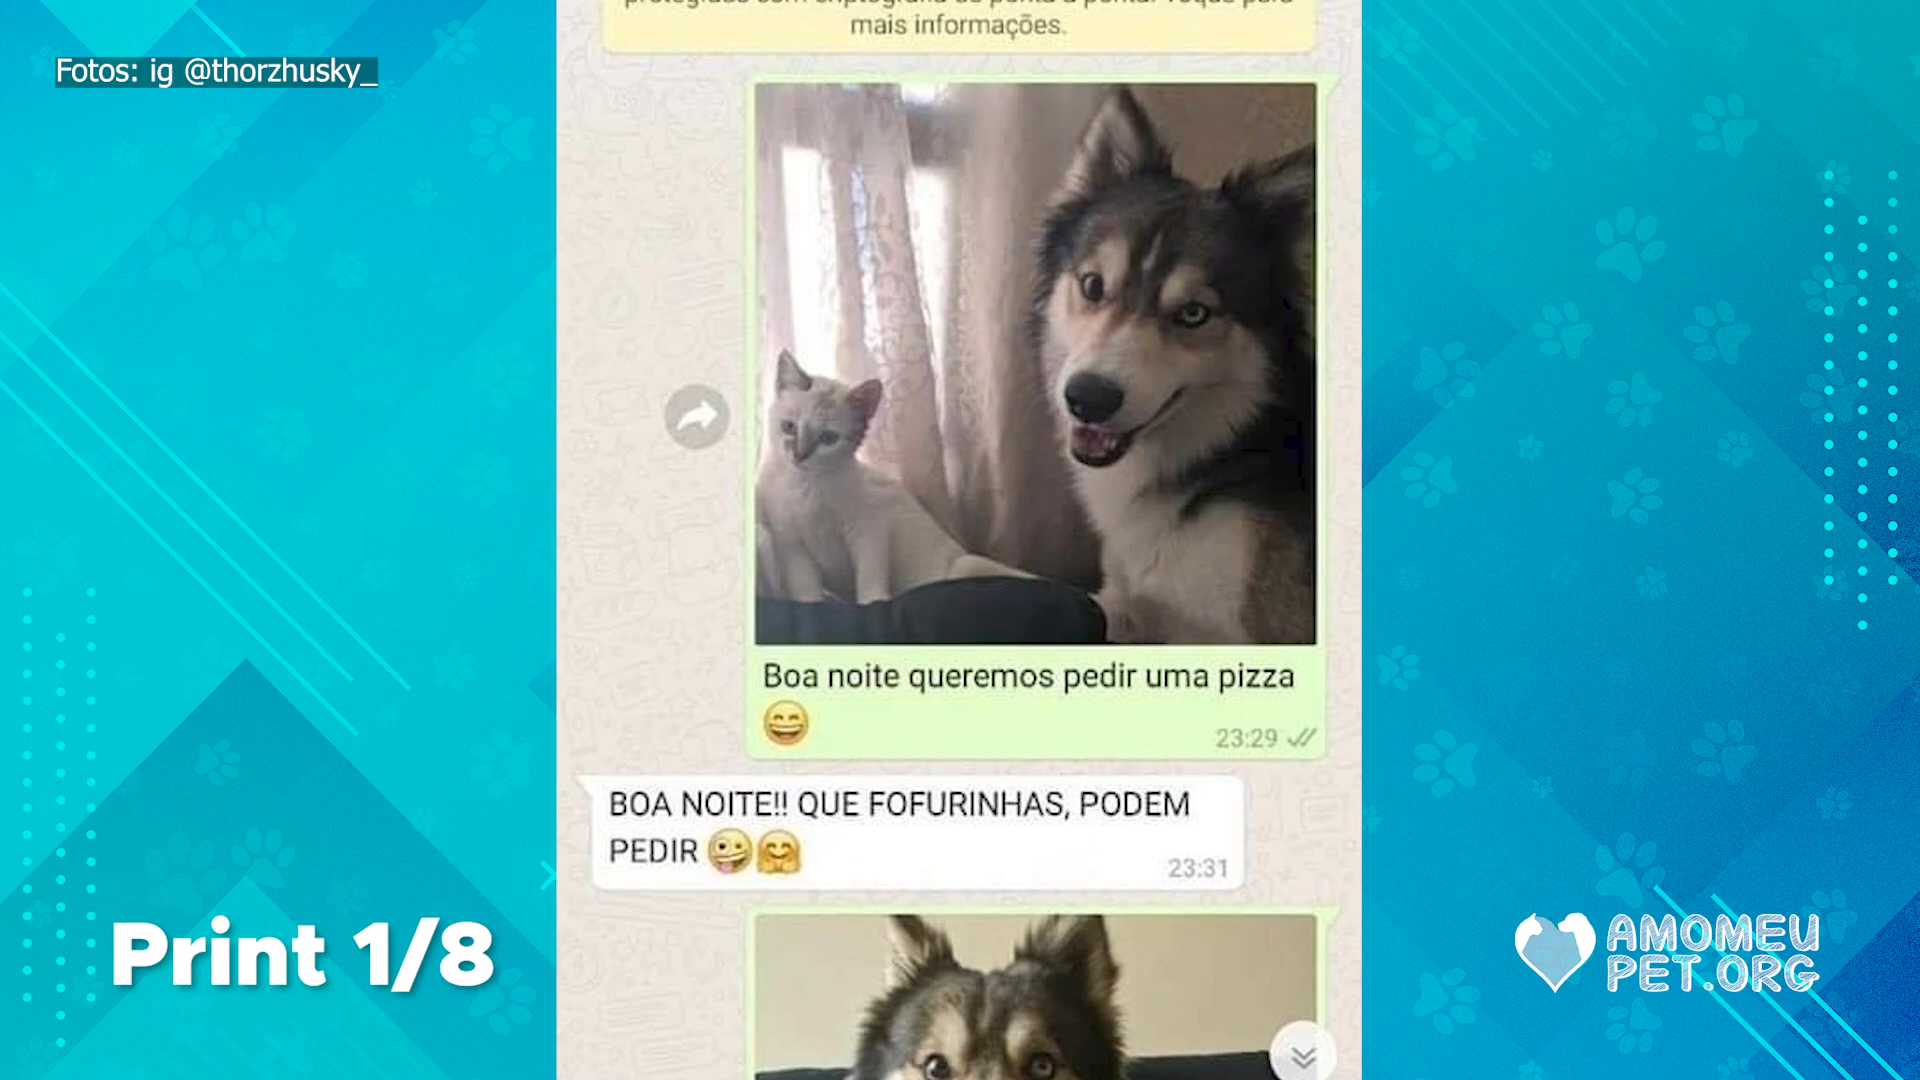 mais informações.
Fotos: ig @thorzhusky_
Boa noite queremos pedir uma pizza
😄
23:29
BOA NOITE!! QUE FOFURINHAS, PODEM
PEDIR 🤪🤗
23:31
Print 1/8
AMOMEU
PET.ORG